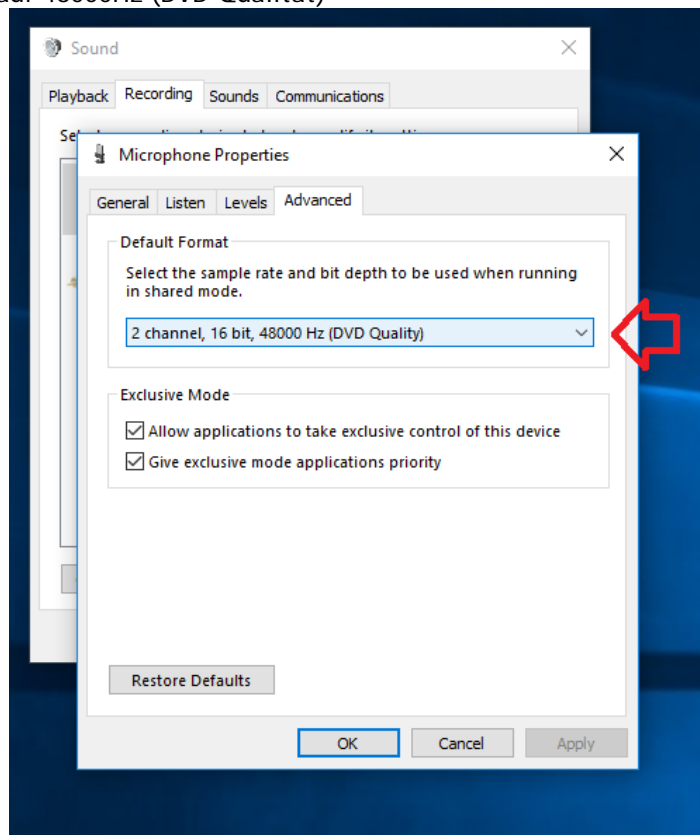 48000Hz (DVD Qualität)
Sound
Playback Recording Sounds Communications
Microphone Properties
General Listen Levels Advanced
Default Format
Select the sample rate and bit depth to be used when running
in shared mode.
2 channel, 16 bit, 48000 Hz (DVD Quality)
Exclusive Mode
Allow applications to take exclusive control of this device
Give exclusive mode applications priority
Restore Defaults
OK Cancel Apply